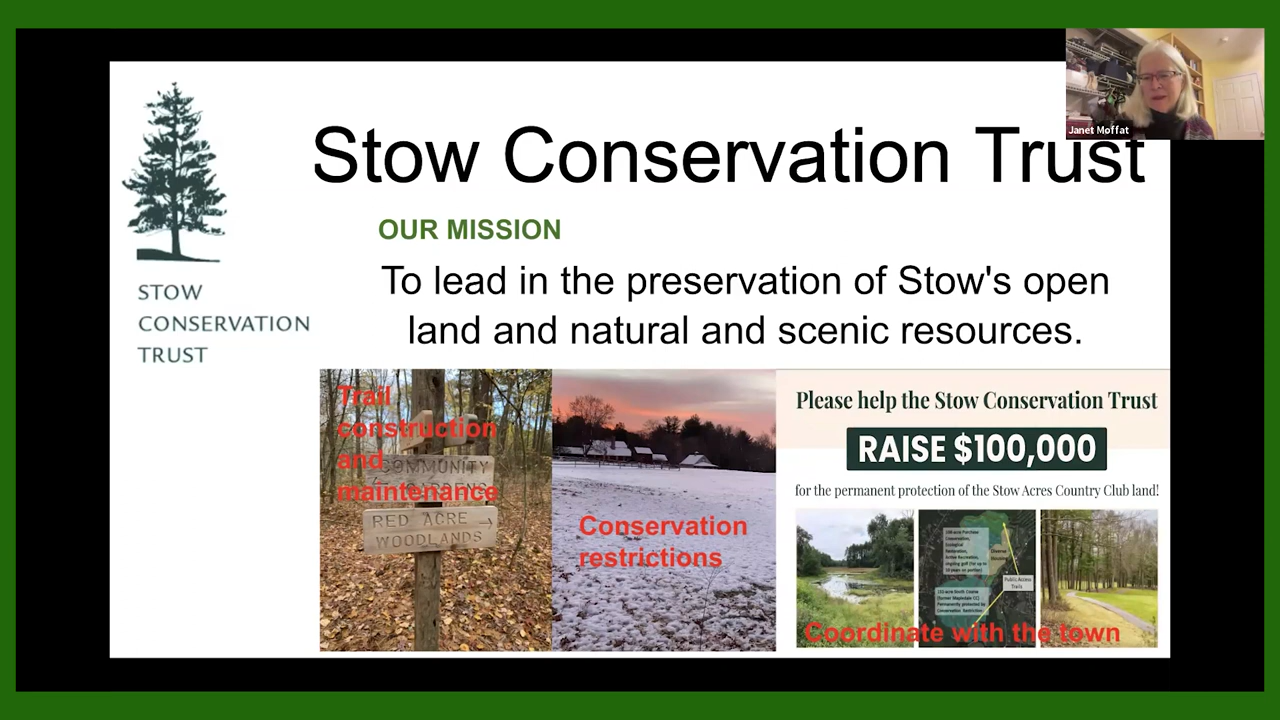 Janet Moffat
Stow Conservation Trust
OUR MISSION
To lead in the preservation of Stow's open
land and natural and scenic resources.
STOW
CONSERVATION
TRUST
Trail
construction
and
maintenance
COMMUNITY
GARDENS
RED ACRE
WOODLANDS
Conservation
restrictions
Please help the Stow Conservation Trust
RAISE $100,000
for the permanent protection of the Stow Acres Country Club land!
Diverse
Housing
Public Access
Trails
Coordinate with the town